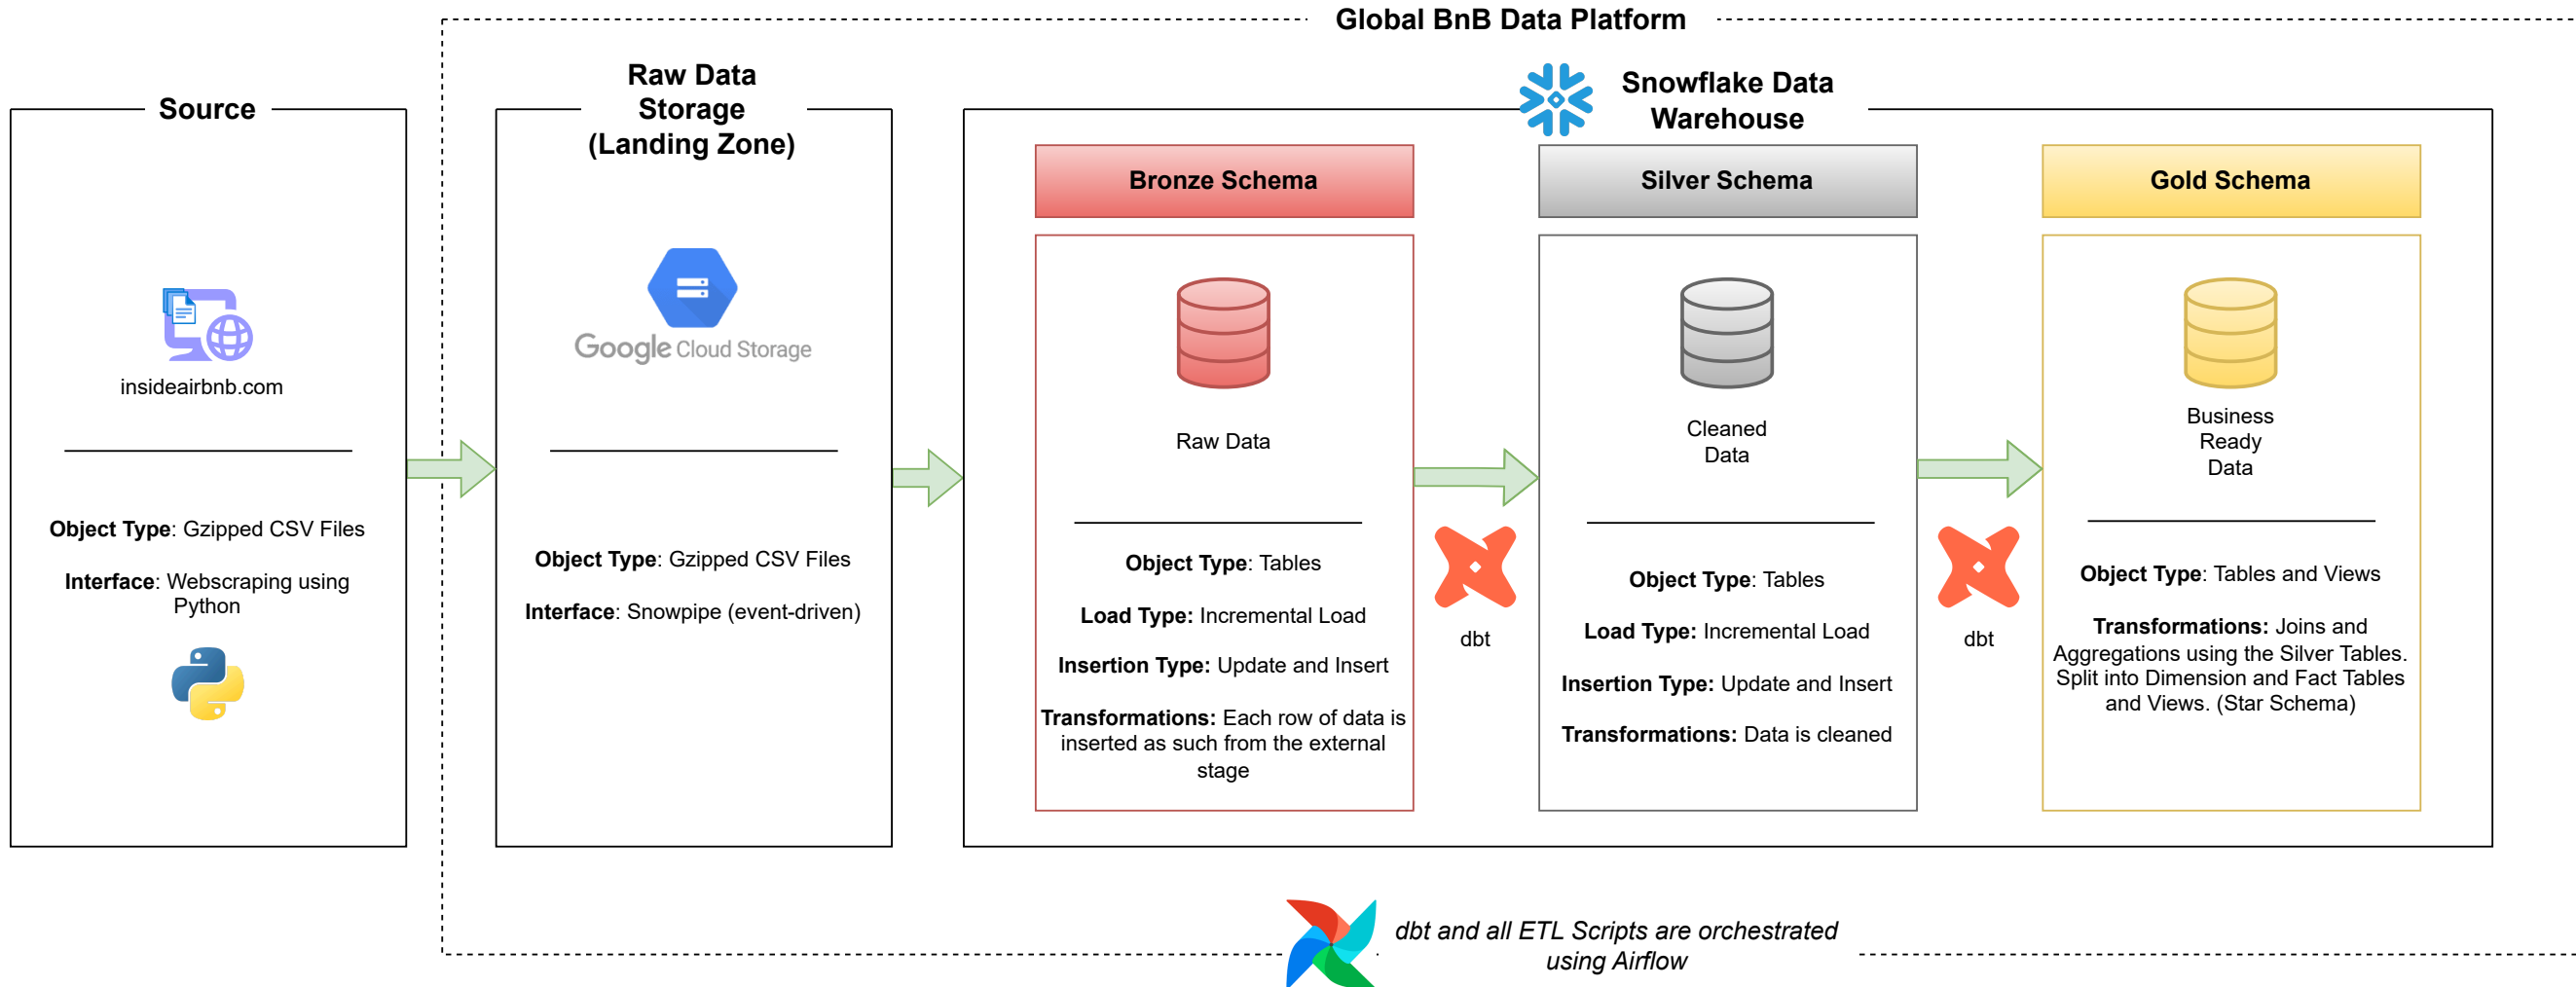 Global BnB Data Platform
Source
insideairbnb.com
Object Type: Gzipped CSV Files
Interface: Webscraping using
Python
Raw Data
Storage
(Landing Zone)
Google Cloud Storage
Object Type: Gzipped CSV Files
Interface: Snowpipe (event-driven)
Snowflake Data
Warehouse
Bronze Schema
Raw Data
Object Type: Tables
Load Type: Incremental Load
Insertion Type: Update and Insert
Transformations: Each row of data is
inserted as such from the external
stage
dbt
Silver Schema
Cleaned
Data
Object Type: Tables
Load Type: Incremental Load
Insertion Type: Update and Insert
Transformations: Data is cleaned
dbt
Gold Schema
Business
Ready
Data
Object Type: Tables and Views
Transformations: Joins and
Aggregations using the Silver Tables.
Split into Dimension and Fact Tables
and Views. (Star Schema)
dbt and all ETL Scripts are orchestrated
using Airflow